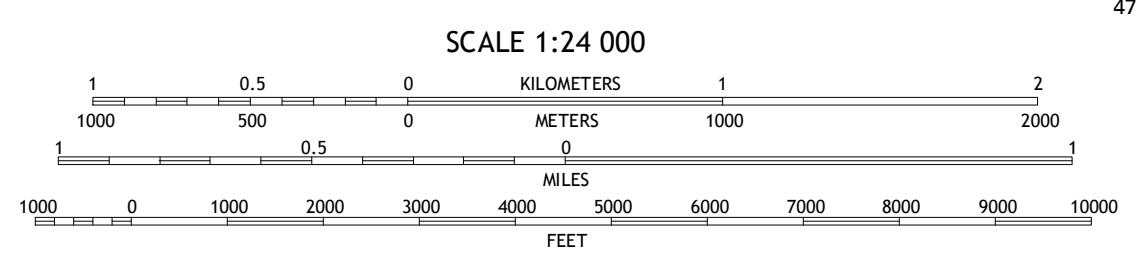 47
SCALE 1:24 000
1 0.5 0 KILOMETERS 1 2
1000 500 0 METERS 1000 2000
1 0.5 0 1
MILES
1000 0 1000 2000 3000 4000 5000 6000 7000 8000 9000 10000
FEET